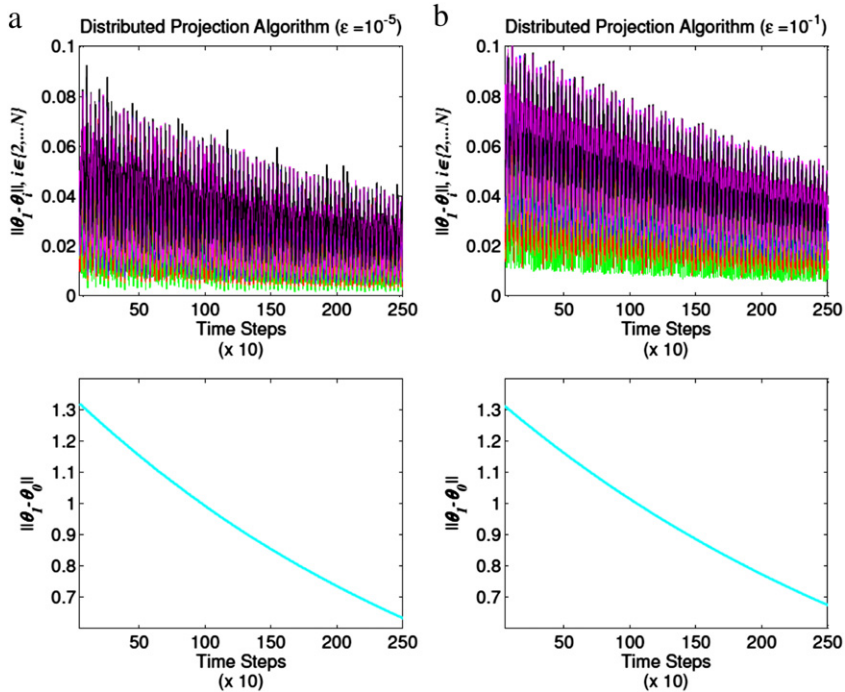 a
Distributed Projection Algorithm (ε =10⁻⁵)
||θ₁-θᵢ||, i ϵ {2,...,N}
0.1
0.08
0.06
0.04
0.02
0
50 100 150 200 250
Time Steps
(x 10)
b
Distributed Projection Algorithm (ε =10⁻¹)
||θ₁-θᵢ||, i ϵ {2,...,N}
0.1
0.08
0.06
0.04
0.02
0
50 100 150 200 250
Time Steps
(x 10)
||θ₁-θ₀||
1.3
1.2
1.1
1
0.9
0.8
0.7
50 100 150 200 250
Time Steps
(x 10)
||θ₁-θ₀||
1.3
1.2
1.1
1
0.9
0.8
0.7
50 100 150 200 250
Time Steps
(x 10)